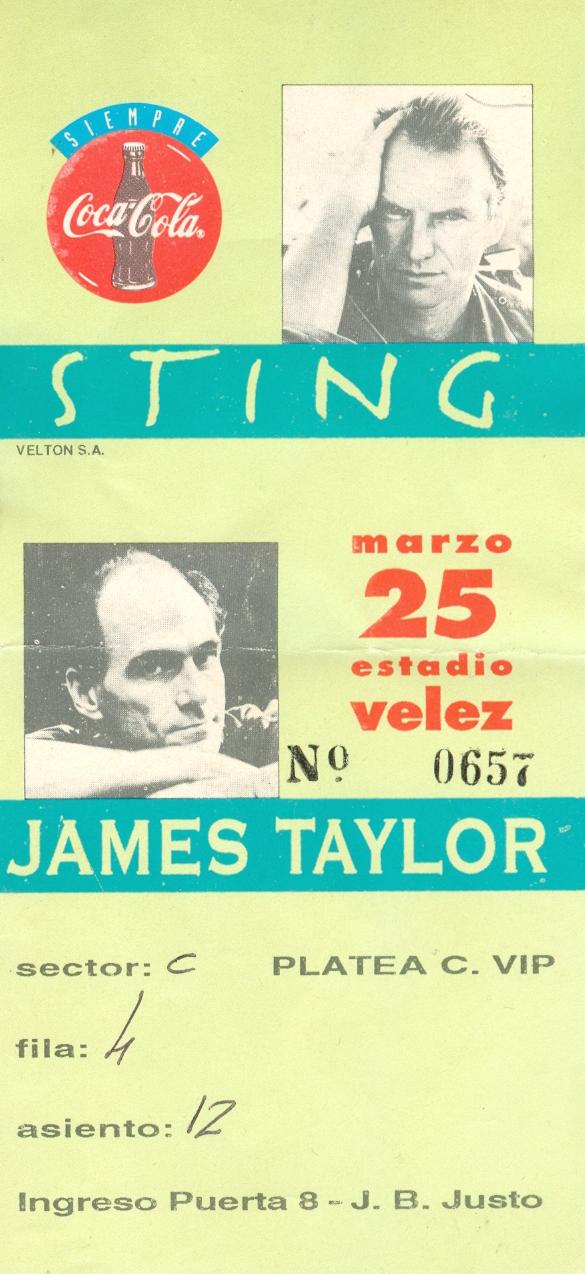 SIEMPRE
Coca-Cola®
STING
VELTON S.A.
marzo
25
estadio
velez
Nº 0657
JAMES TAYLOR
sector: C PLATEA C. VIP
fila: 4
asiento: 12
Ingreso Puerta 8 - J. B. Justo